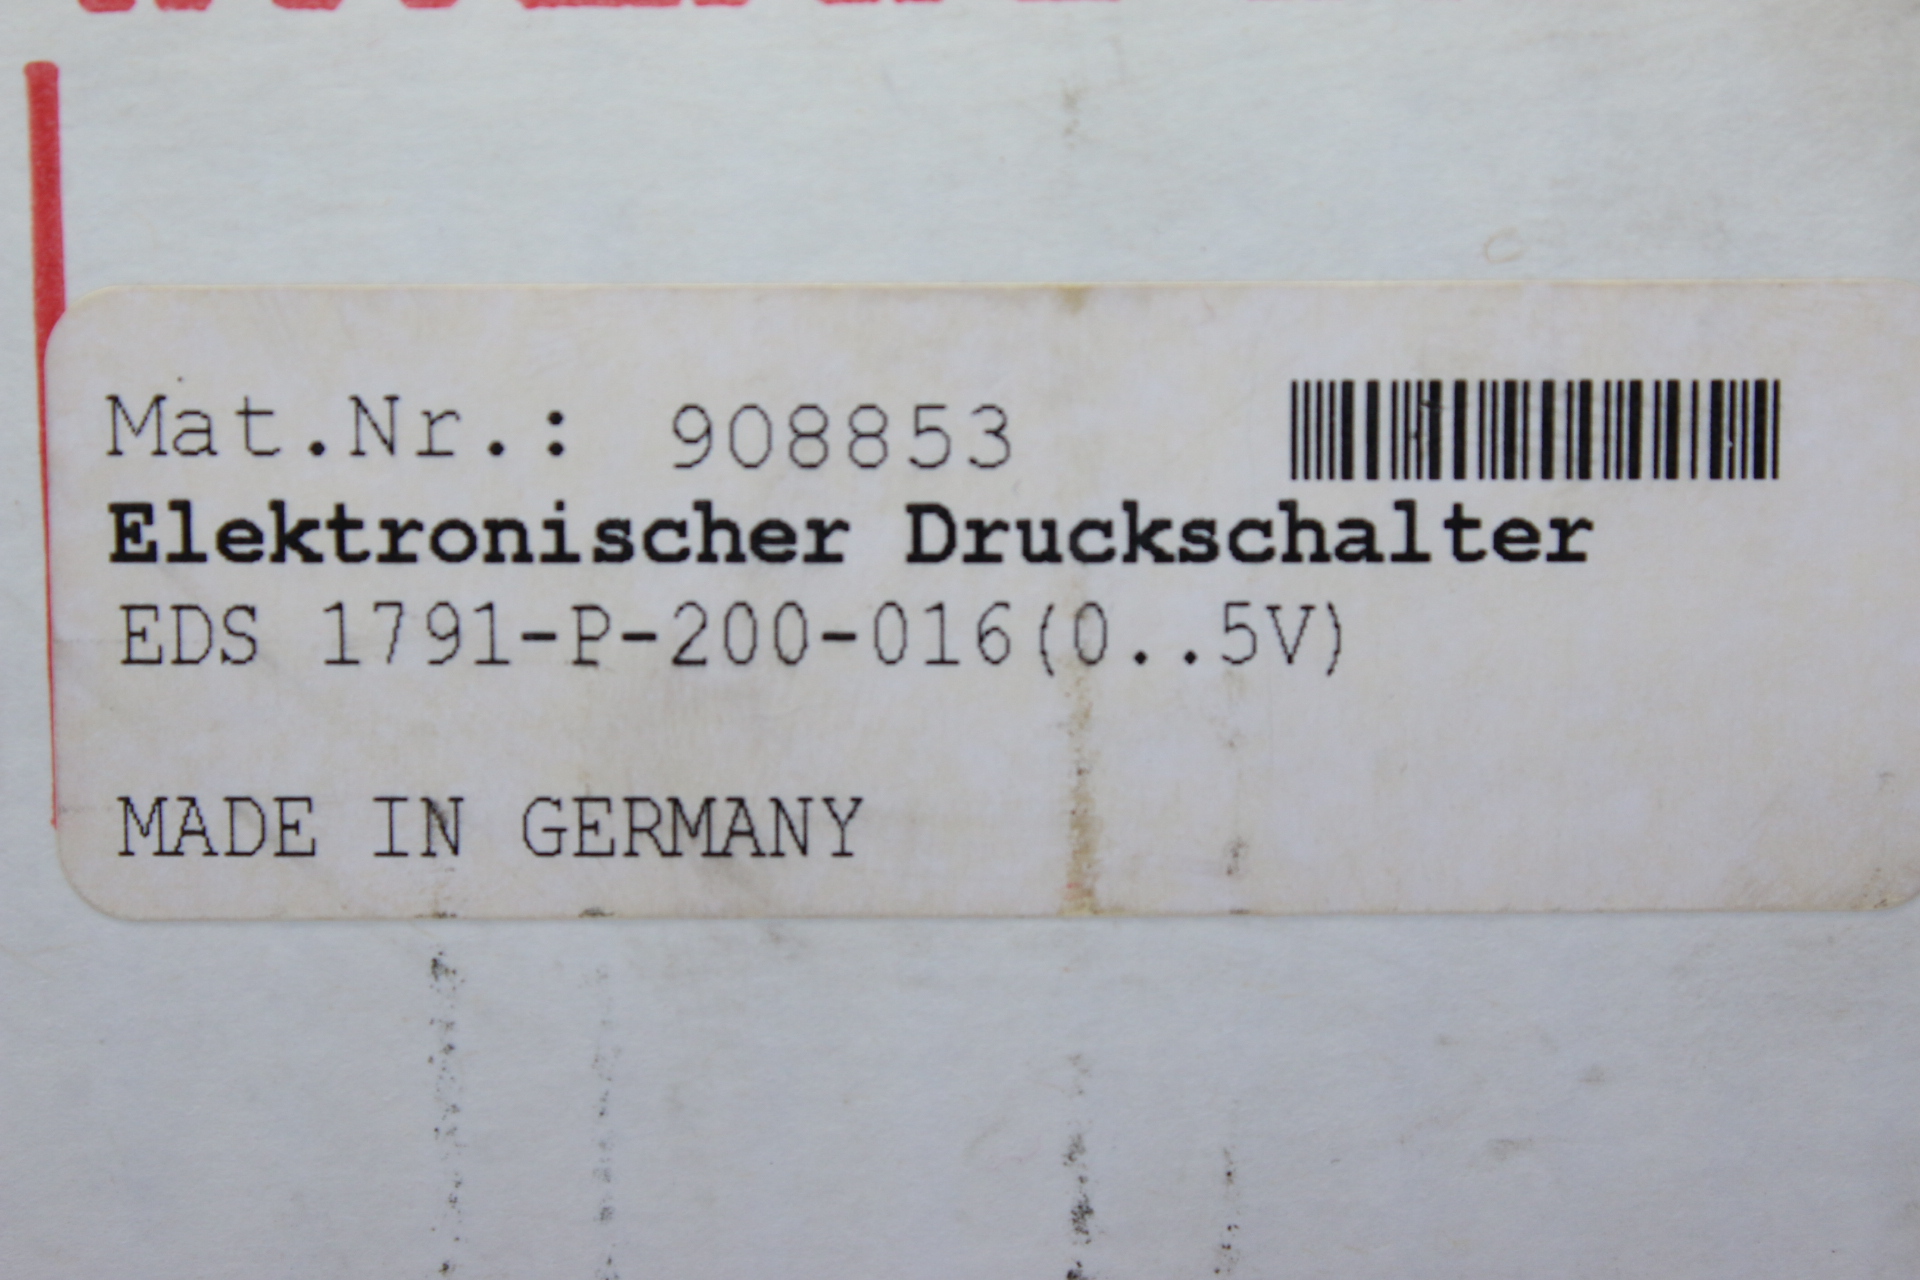 Mat.Nr.: 908853
Elektronischer Druckschalter
EDS 1791-P-200-016(0..5V)
MADE IN GERMANY